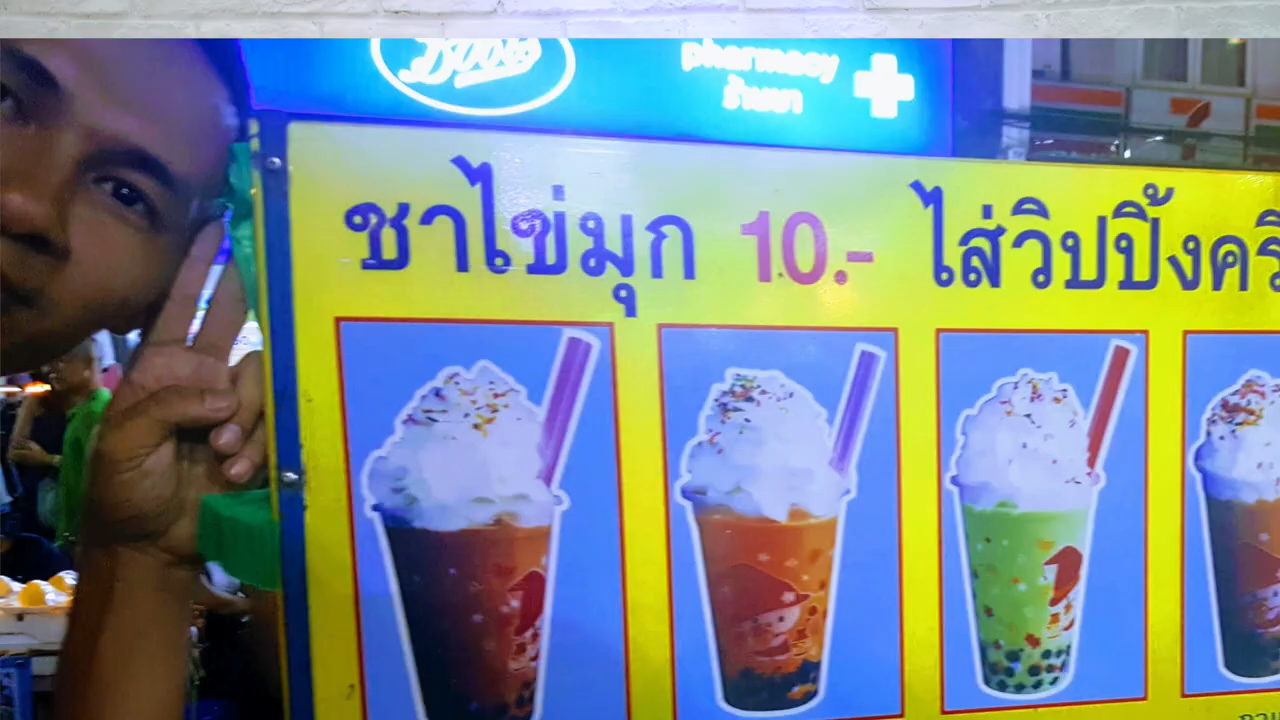 Boots
pharmacy
ร้านยา
ชาไข่มุก 10.- ใส่วิปปิ้งครี